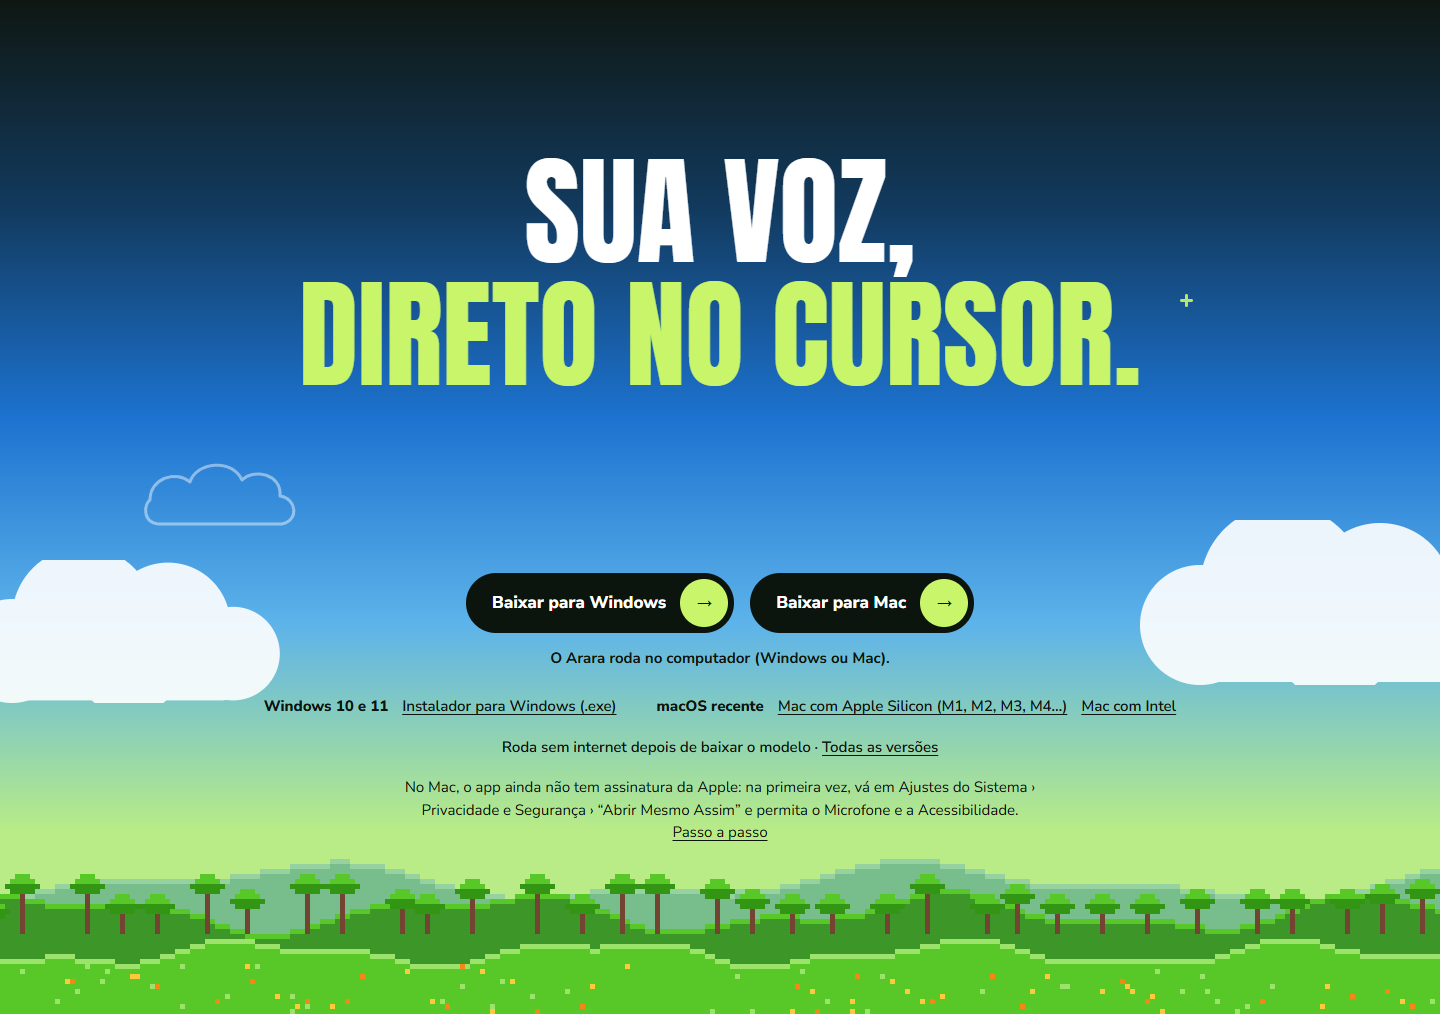 SUA VOZ,
DIRETO NO CURSOR.
Baixar para Windows →
Baixar para Mac →
O Arara roda no computador (Windows ou Mac).
Windows 10 e 11 Instalador para Windows (.exe) macOS recente Mac com Apple Silicon (M1, M2, M3, M4...) Mac com Intel
Roda sem internet depois de baixar o modelo · Todas as versões
No Mac, o app ainda não tem assinatura da Apple: na primeira vez, vá em Ajustes do Sistema ›
Privacidade e Segurança › “Abrir Mesmo Assim” e permita o Microfone e a Acessibilidade.
Passo a passo